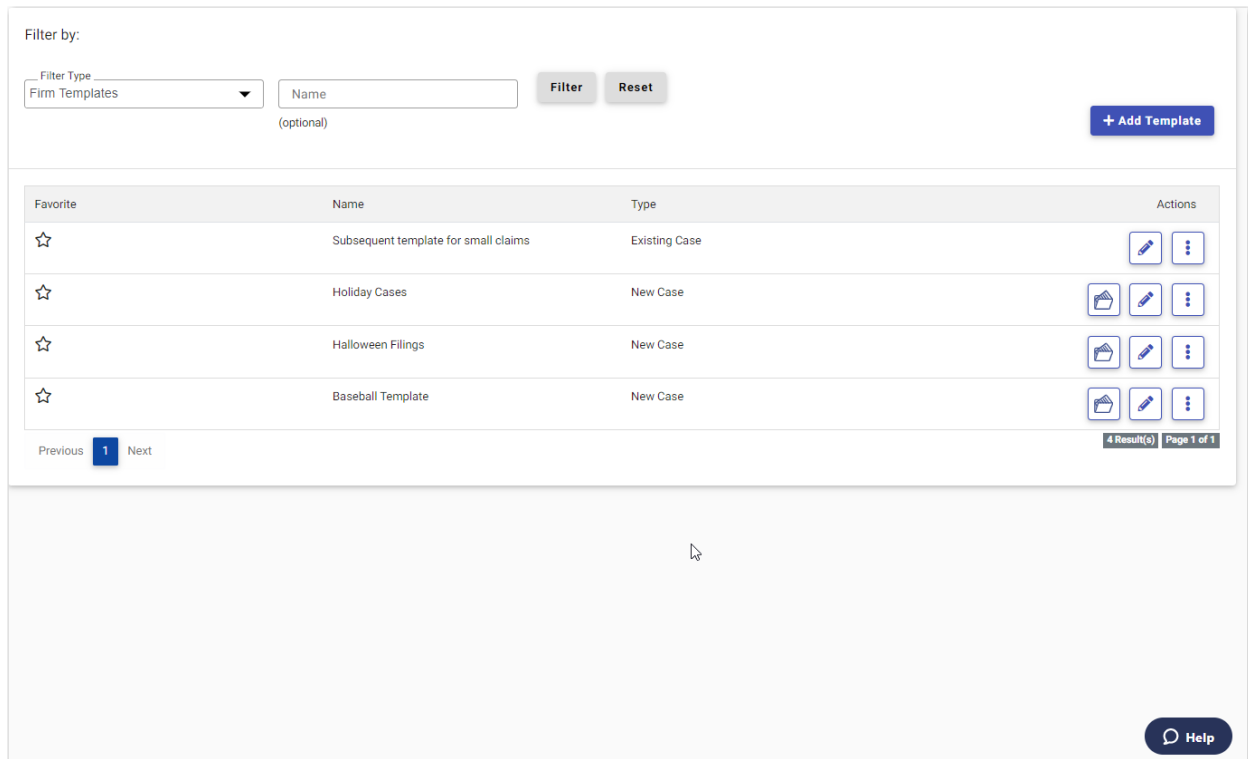 Filter by:
Filter Type
Firm Templates
Name
Filter
Reset
(optional)
+ Add Template
Favorite Name Type Actions
Subsequent template for small claims Existing Case
Holiday Cases New Case
Halloween Filings New Case
Baseball Template New Case
Previous 1 Next
4 Result(s) Page 1 of 1
Help